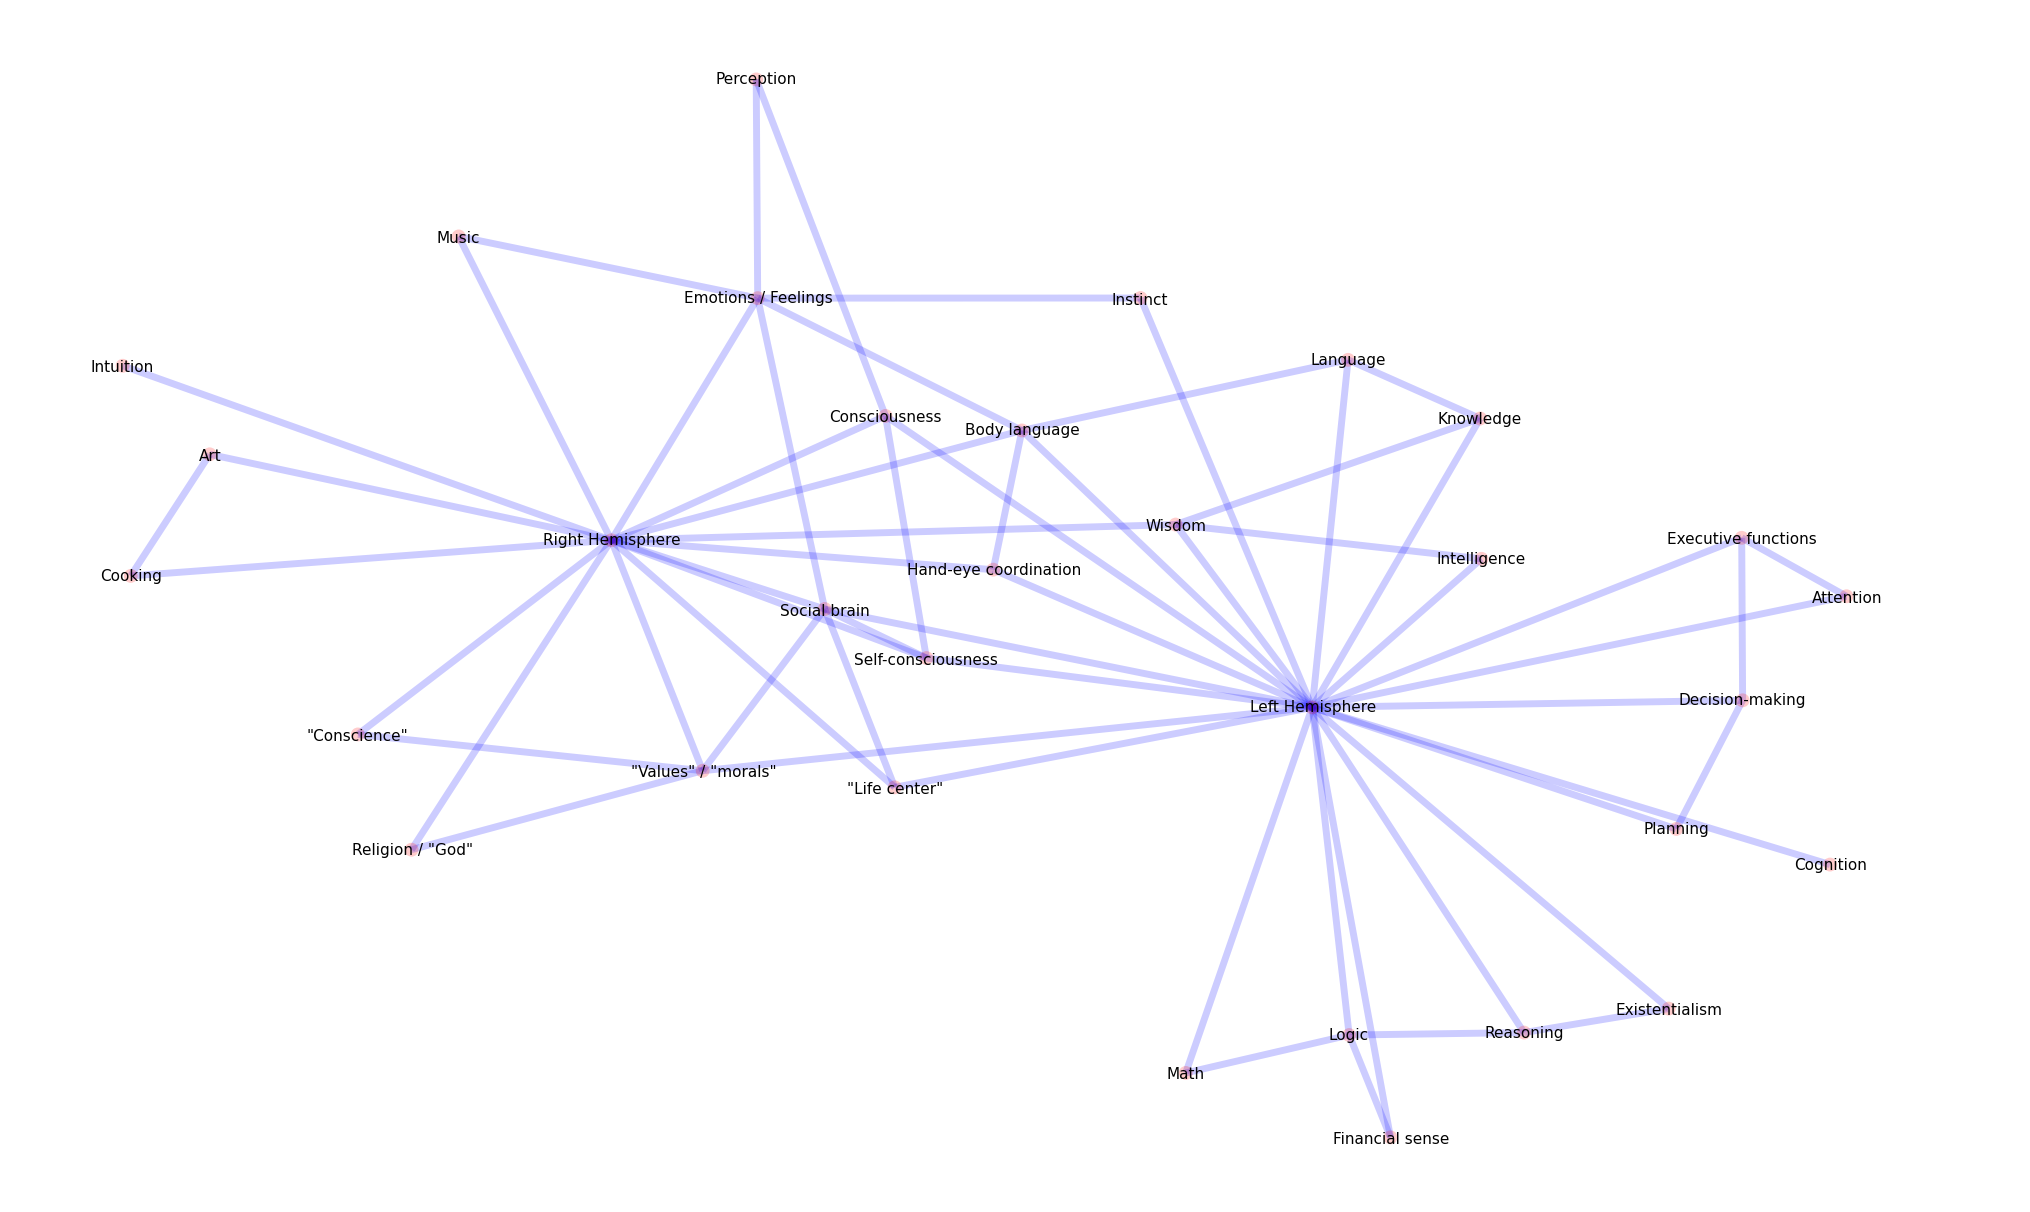 Perception
Music
Emotions / Feelings
Instinct
Language
Intuition
Consciousness
Body language
Knowledge
Art
Wisdom
Right Hemisphere
Executive functions
Intelligence
Hand-eye coordination
Cooking
Attention
Social brain
Self-consciousness
Decision-making
Left Hemisphere
"Conscience"
"Values" / "morals"
"Life center"
Planning
Religion / "God"
Cognition
Existentialism
Logic
Reasoning
Math
Financial sense